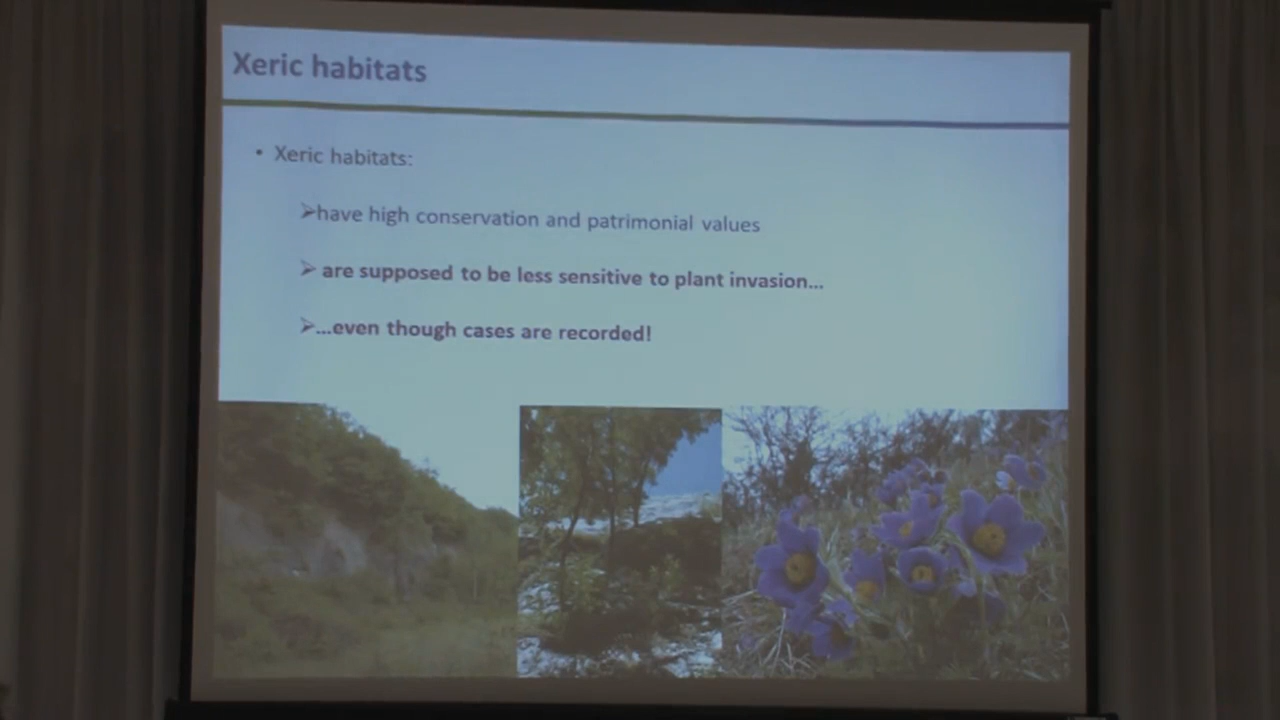 Xeric habitats
• Xeric habitats:
➢have high conservation and patrimonial values
➢ are supposed to be less sensitive to plant invasion...
➢...even though cases are recorded!